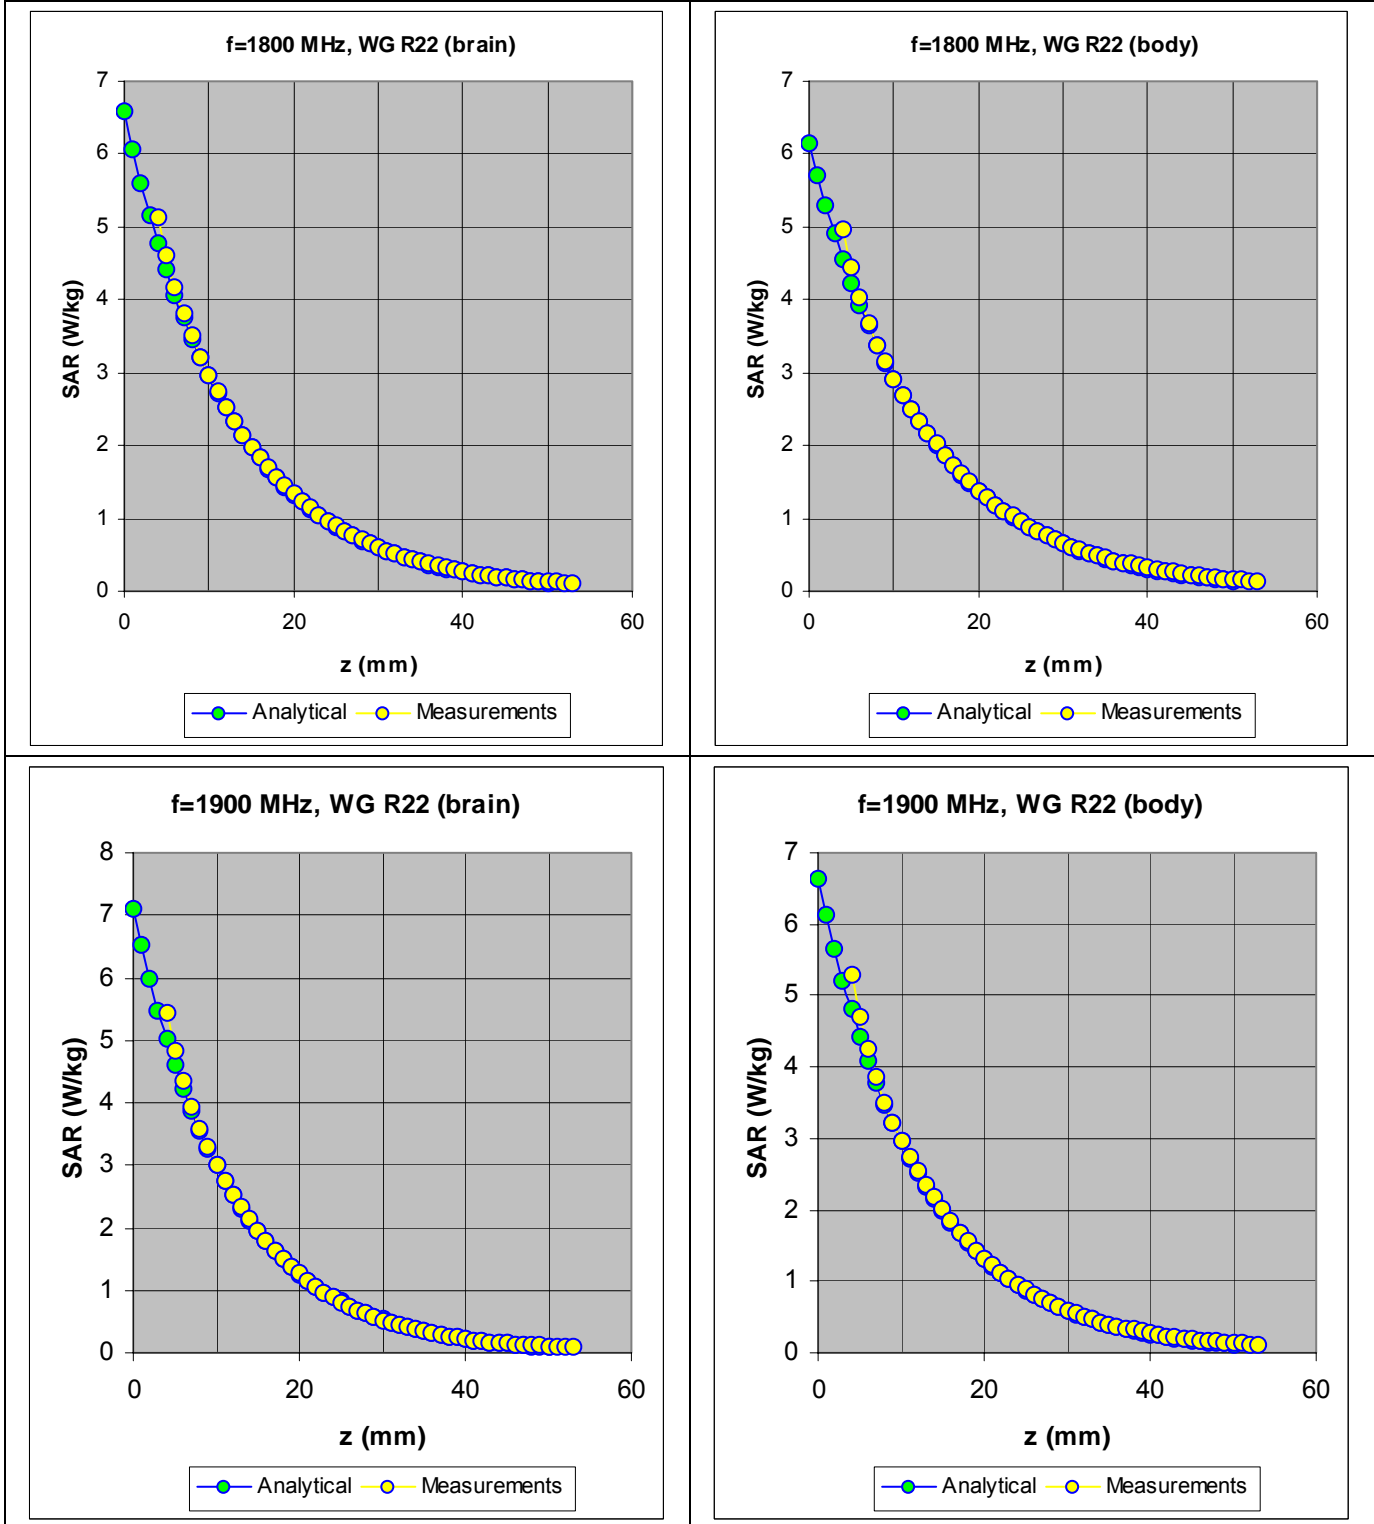 f=1800 MHz, WG R22 (brain)
7
6
5
4
3
2
1
0
SAR (W/kg)
0 20 40 60
z (mm)
Analytical Measurements
f=1800 MHz, WG R22 (body)
7
6
5
4
3
2
1
0
SAR (W/kg)
0 20 40 60
z (mm)
Analytical Measurements
f=1900 MHz, WG R22 (brain)
8
7
6
5
4
3
2
1
0
SAR (W/kg)
0 20 40 60
z (mm)
Analytical Measurements
f=1900 MHz, WG R22 (body)
7
6
5
4
3
2
1
0
SAR (W/kg)
0 20 40 60
z (mm)
Analytical Measurements